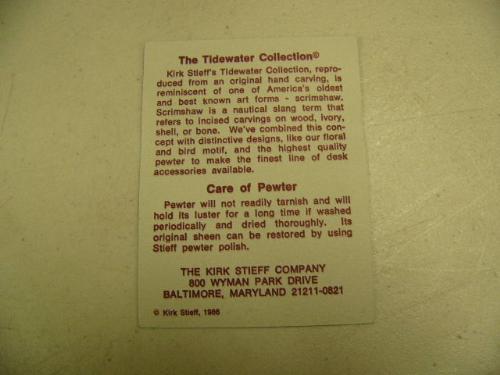 The Tidewater Collection©
Kirk Stieff's Tidewater Collection, repro-
duced from an original hand carving, is
reminiscent of one of America's oldest
and best known art forms - scrimshaw.
Scrimshaw is a nautical slang term that
refers to incised carvings on wood, ivory,
shell, or bone. We've combined this con-
cept with distinctive designs, like our floral
and bird motif, and the highest quality
pewter to make the finest line of desk
accessories available.
Care of Pewter
Pewter will not readily tarnish and will
hold its luster for a long time if washed
periodically and dried thoroughly. Its
original sheen can be restored by using
Stieff pewter polish.
THE KIRK STIEFF COMPANY
800 WYMAN PARK DRIVE
BALTIMORE, MARYLAND 21211-0821
© Kirk Stieff, 1986